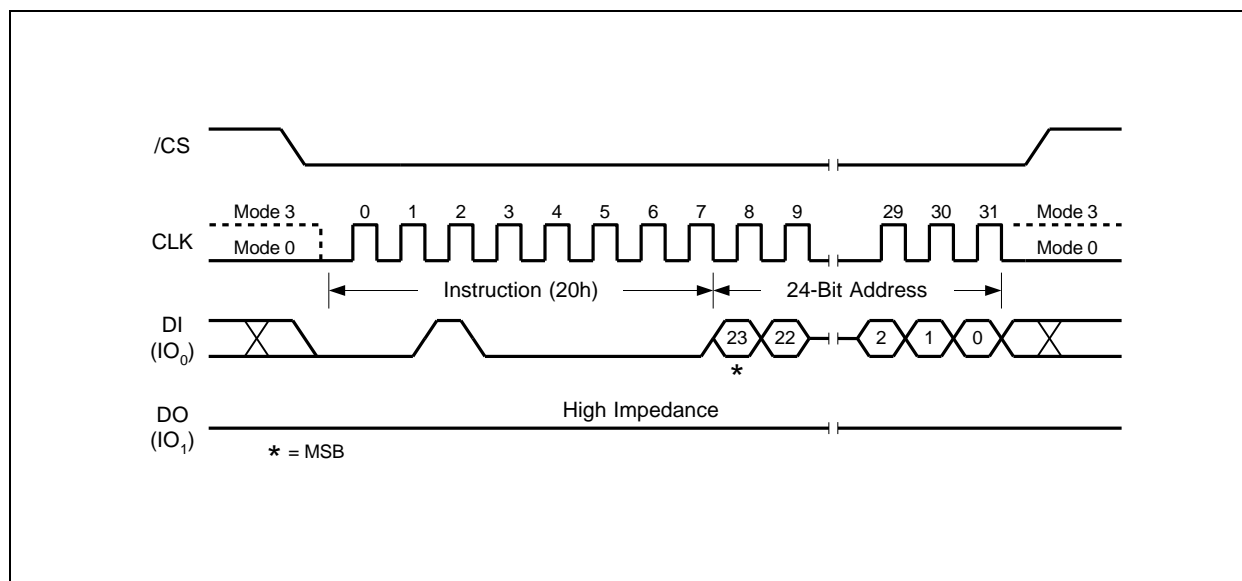 /CS
Mode 3 0 1 2 3 4 5 6 7 8 9 29 30 31 Mode 3
CLK
Mode 0 Mode 0
Instruction (20h) 24-Bit Address
DI
(IO0)
23 22 2 1 0
*
High Impedance
DO
(IO1)
* = MSB